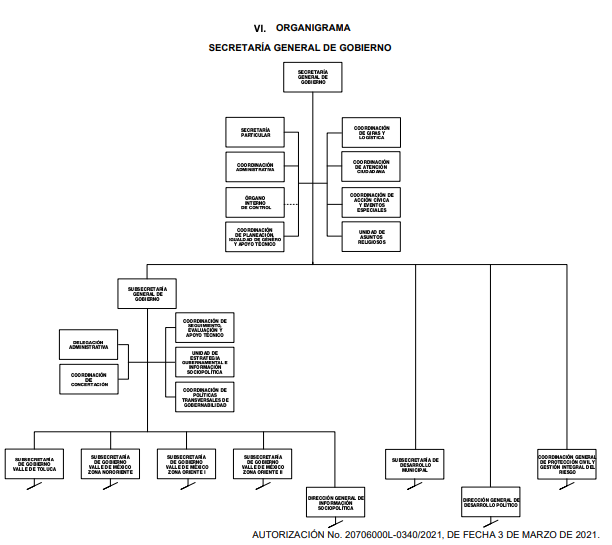 VI. ORGANIGRAMA
SECRETARÍA GENERAL DE GOBIERNO
SECRETARÍA
GENERAL DE
GOBIERNO
SECRETARÍA
PARTICULAR
COORDINACIÓN
DE GIRAS Y
LOGÍSTICA
COORDINACIÓN
ADMINISTRATIVA
COORDINACIÓN
DE ATENCIÓN
CIUDADANA
ÓRGANO
INTERNO
DE CONTROL
COORDINACIÓN DE
ACCIÓN CÍVICA
Y EVENTOS
ESPECIALES
COORDINACIÓN
DE PLANEACIÓN,
IGUALDAD DE GÉNERO
Y APOYO TÉCNICO
UNIDAD DE
ASUNTOS
RELIGIOSOS
SUBSECRETARÍA
GENERAL DE
GOBIERNO
DELEGACIÓN
ADMINISTRATIVA
COORDINACIÓN
DE
CONCERTACIÓN
COORDINACIÓN DE
SEGUIMIENTO,
EVALUACIÓN Y
APOYO TÉCNICO
UNIDAD DE
ESTRATEGIA
GUBERNAMENTAL E
INFORMACIÓN
SOCIOPOLÍTICA
COORDINACIÓN DE
POLÍTICAS
TRANSVERSALES DE
GOBERNABILIDAD
SUBSECRETARÍA
DE GOBIERNO
VALLE DE TOLUCA
SUBSECRETARÍA
DE GOBIERNO
VALLE DE MÉXICO
ZONA NORORIENTE
SUBSECRETARÍA
DE GOBIERNO
VALLE DE MÉXICO
ZONA ORIENTE I
SUBSECRETARÍA
DE GOBIERNO
VALLE DE MÉXICO
ZONA ORIENTE II
DIRECCIÓN GENERAL DE
INFORMACIÓN
SOCIOPOLÍTICA
SUBSECRETARÍA DE
DESARROLLO
MUNICIPAL
DIRECCIÓN GENERAL DE
DESARROLLO POLÍTICO
COORDINACIÓN GENERAL
DE PROTECCIÓN CIVIL Y
GESTIÓN INTEGRAL DEL
RIESGO
AUTORIZACIÓN No. 20706000L-0340/2021, DE FECHA 3 DE MARZO DE 2021.